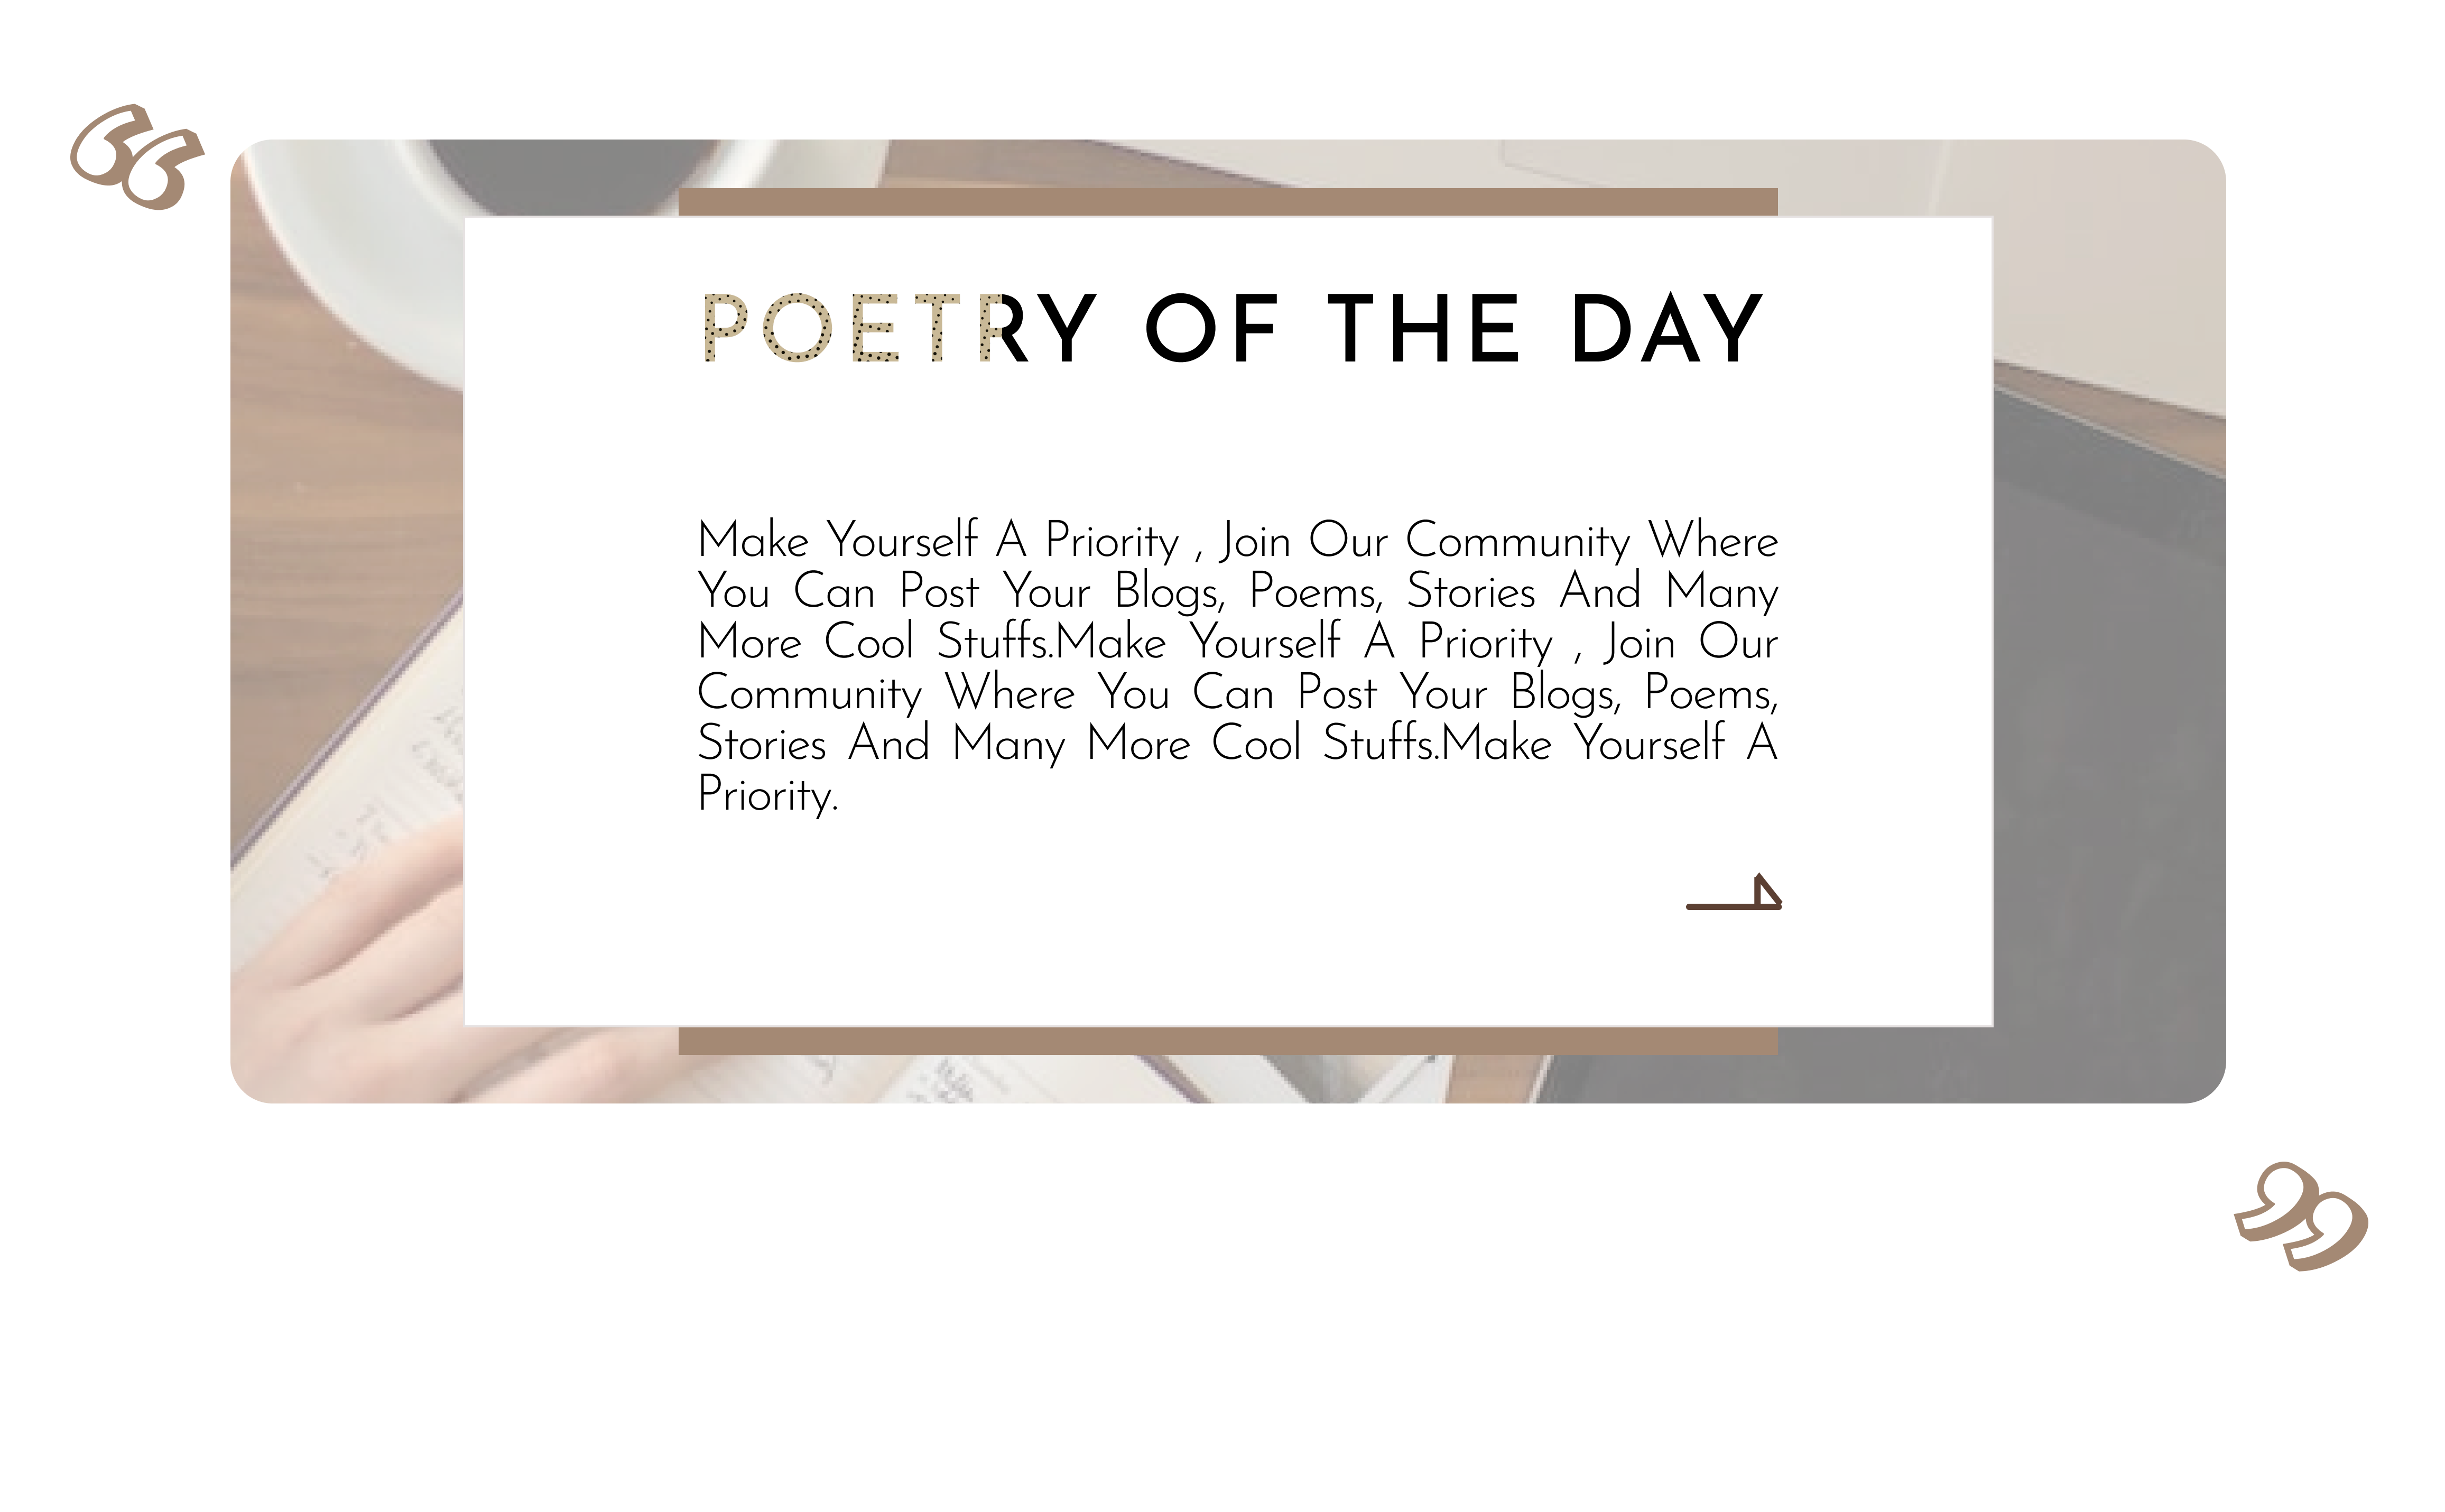 POETRY OF THE DAY
Make Yourself A Priority , Join Our Community Where
You Can Post Your Blogs, Poems, Stories And Many
More Cool Stuffs.Make Yourself A Priority , Join Our
Community Where You Can Post Your Blogs, Poems,
Stories And Many More Cool Stuffs.Make Yourself A
Priority.